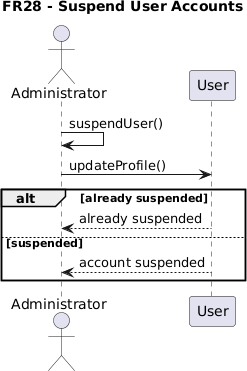 FR28 - Suspend User Accounts
Administrator
User
suspendUser()
updateProfile()
alt [already suspended]
already suspended
[suspended]
account suspended
Administrator
User